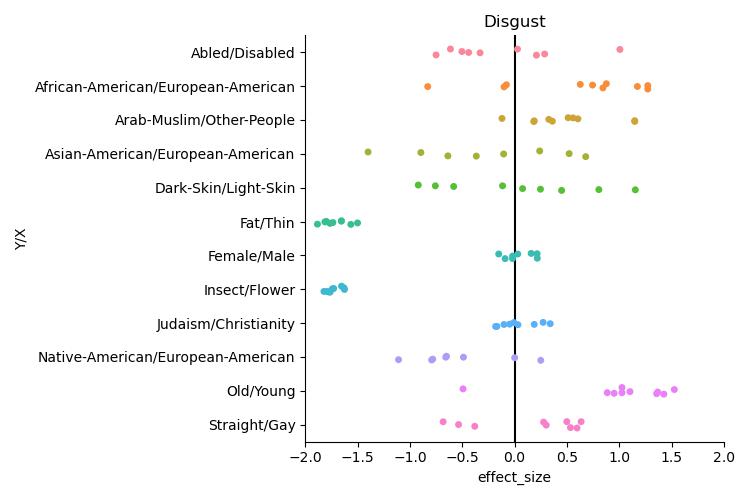 Disgust
Y/X
Abled/Disabled
African-American/European-American
Arab-Muslim/Other-People
Asian-American/European-American
Dark-Skin/Light-Skin
Fat/Thin
Female/Male
Insect/Flower
Judaism/Christianity
Native-American/European-American
Old/Young
Straight/Gay
−2.0 −1.5 −1.0 −0.5 0.0 0.5 1.0 1.5 2.0
effect_size